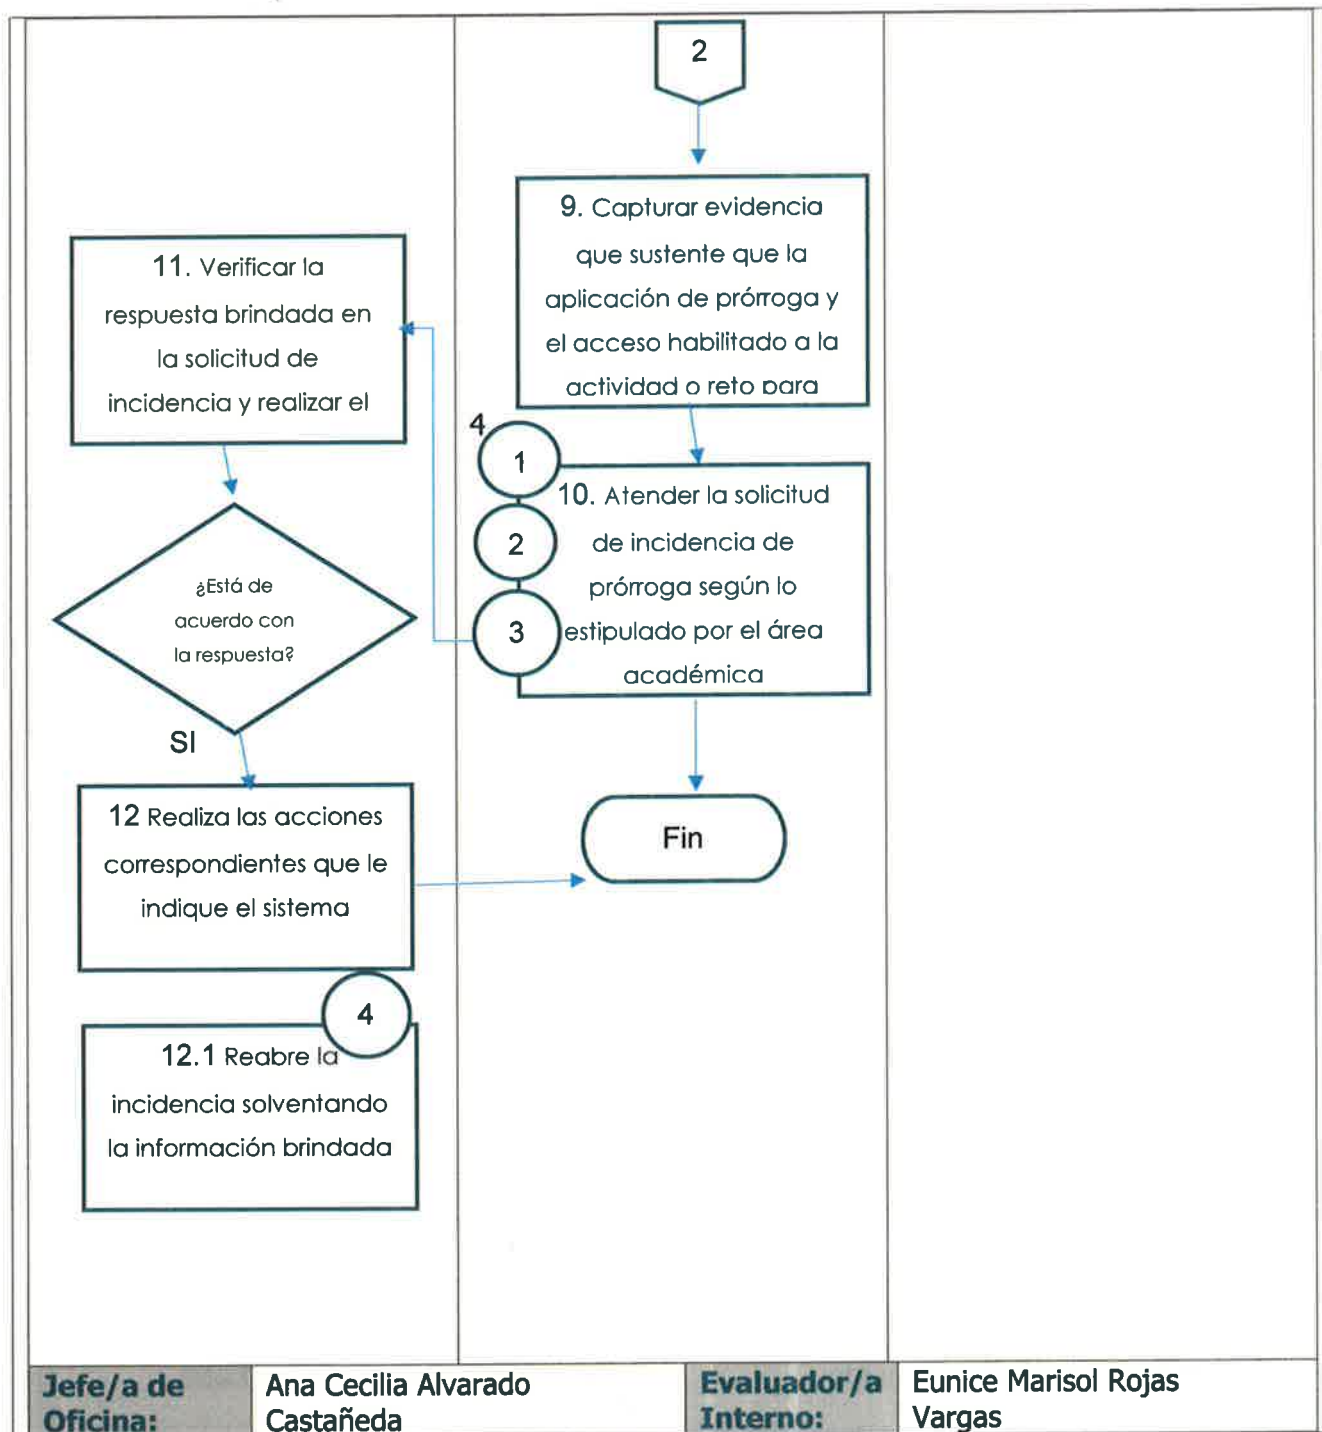 2
9. Capturar evidencia
que sustente que la
aplicación de prórroga y
el acceso habilitado a la
actividad o reto para
11. Verificar la
respuesta brindada en
la solicitud de
incidencia y realizar el
4
1
2
3
10. Atender la solicitud
de incidencia de
prórroga según lo
estipulado por el área
académica
¿Está de
acuerdo con
la respuesta?
SI
12 Realiza las acciones
correspondientes que le
indique el sistema
Fin
4
12.1 Reabre la
incidencia solventando
la información brindada
Jefe/a de
Oficina:
Ana Cecilia Alvarado
Castañeda
Evaluador/a
Interno:
Eunice Marisol Rojas
Vargas